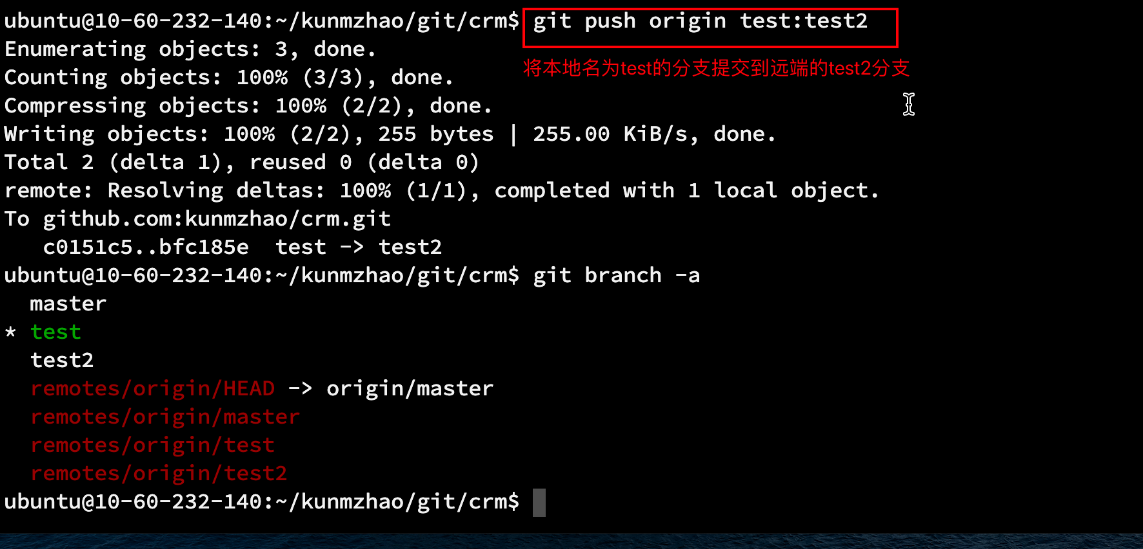 ubuntu@10-60-232-140:~/kunmzhao/git/crm$ git push origin test:test2
Enumerating objects: 3, done.
将本地名为test的分支提交到远端的test2分支
Counting objects: 100% (3/3), done.
Compressing objects: 100% (2/2), done.
Writing objects: 100% (2/2), 255 bytes | 255.00 KiB/s, done.
Total 2 (delta 1), reused 0 (delta 0)
remote: Resolving deltas: 100% (1/1), completed with 1 local object.
To github.com:kunmzhao/crm.git
   c0151c5..bfc185e  test -> test2
ubuntu@10-60-232-140:~/kunmzhao/git/crm$ git branch -a
  master
* test
  test2
  remotes/origin/HEAD -> origin/master
  remotes/origin/master
  remotes/origin/test
  remotes/origin/test2
ubuntu@10-60-232-140:~/kunmzhao/git/crm$